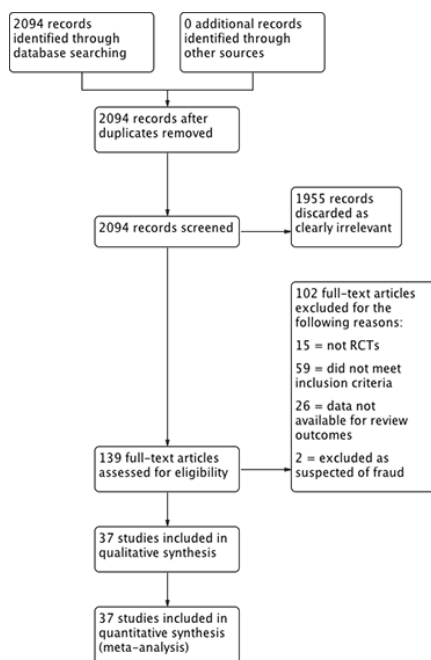 2094 records
identified through
database searching
0 additional records
identified through
other sources
2094 records after
duplicates removed
2094 records screened
1955 records
discarded as
clearly irrelevant
102 full-text articles
excluded for the
following reasons:
15 = not RCTs
59 = did not meet
inclusion criteria
26 = data not
available for review
outcomes
2 = excluded as
suspected of fraud
139 full-text articles
assessed for eligibility
37 studies included in
qualitative synthesis
37 studies included in
quantitative synthesis
(meta-analysis)